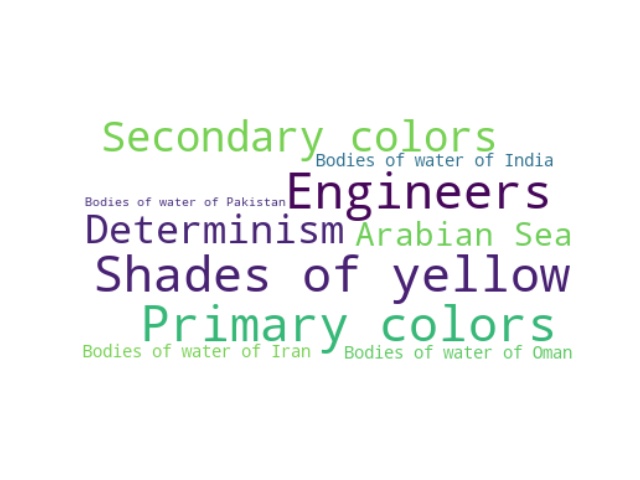 Secondary colors
Bodies of water of India
Engineers
Bodies of water of Pakistan
Determinism
Arabian Sea
Shades of yellow
Primary colors
Bodies of water of Iran
Bodies of water of Oman